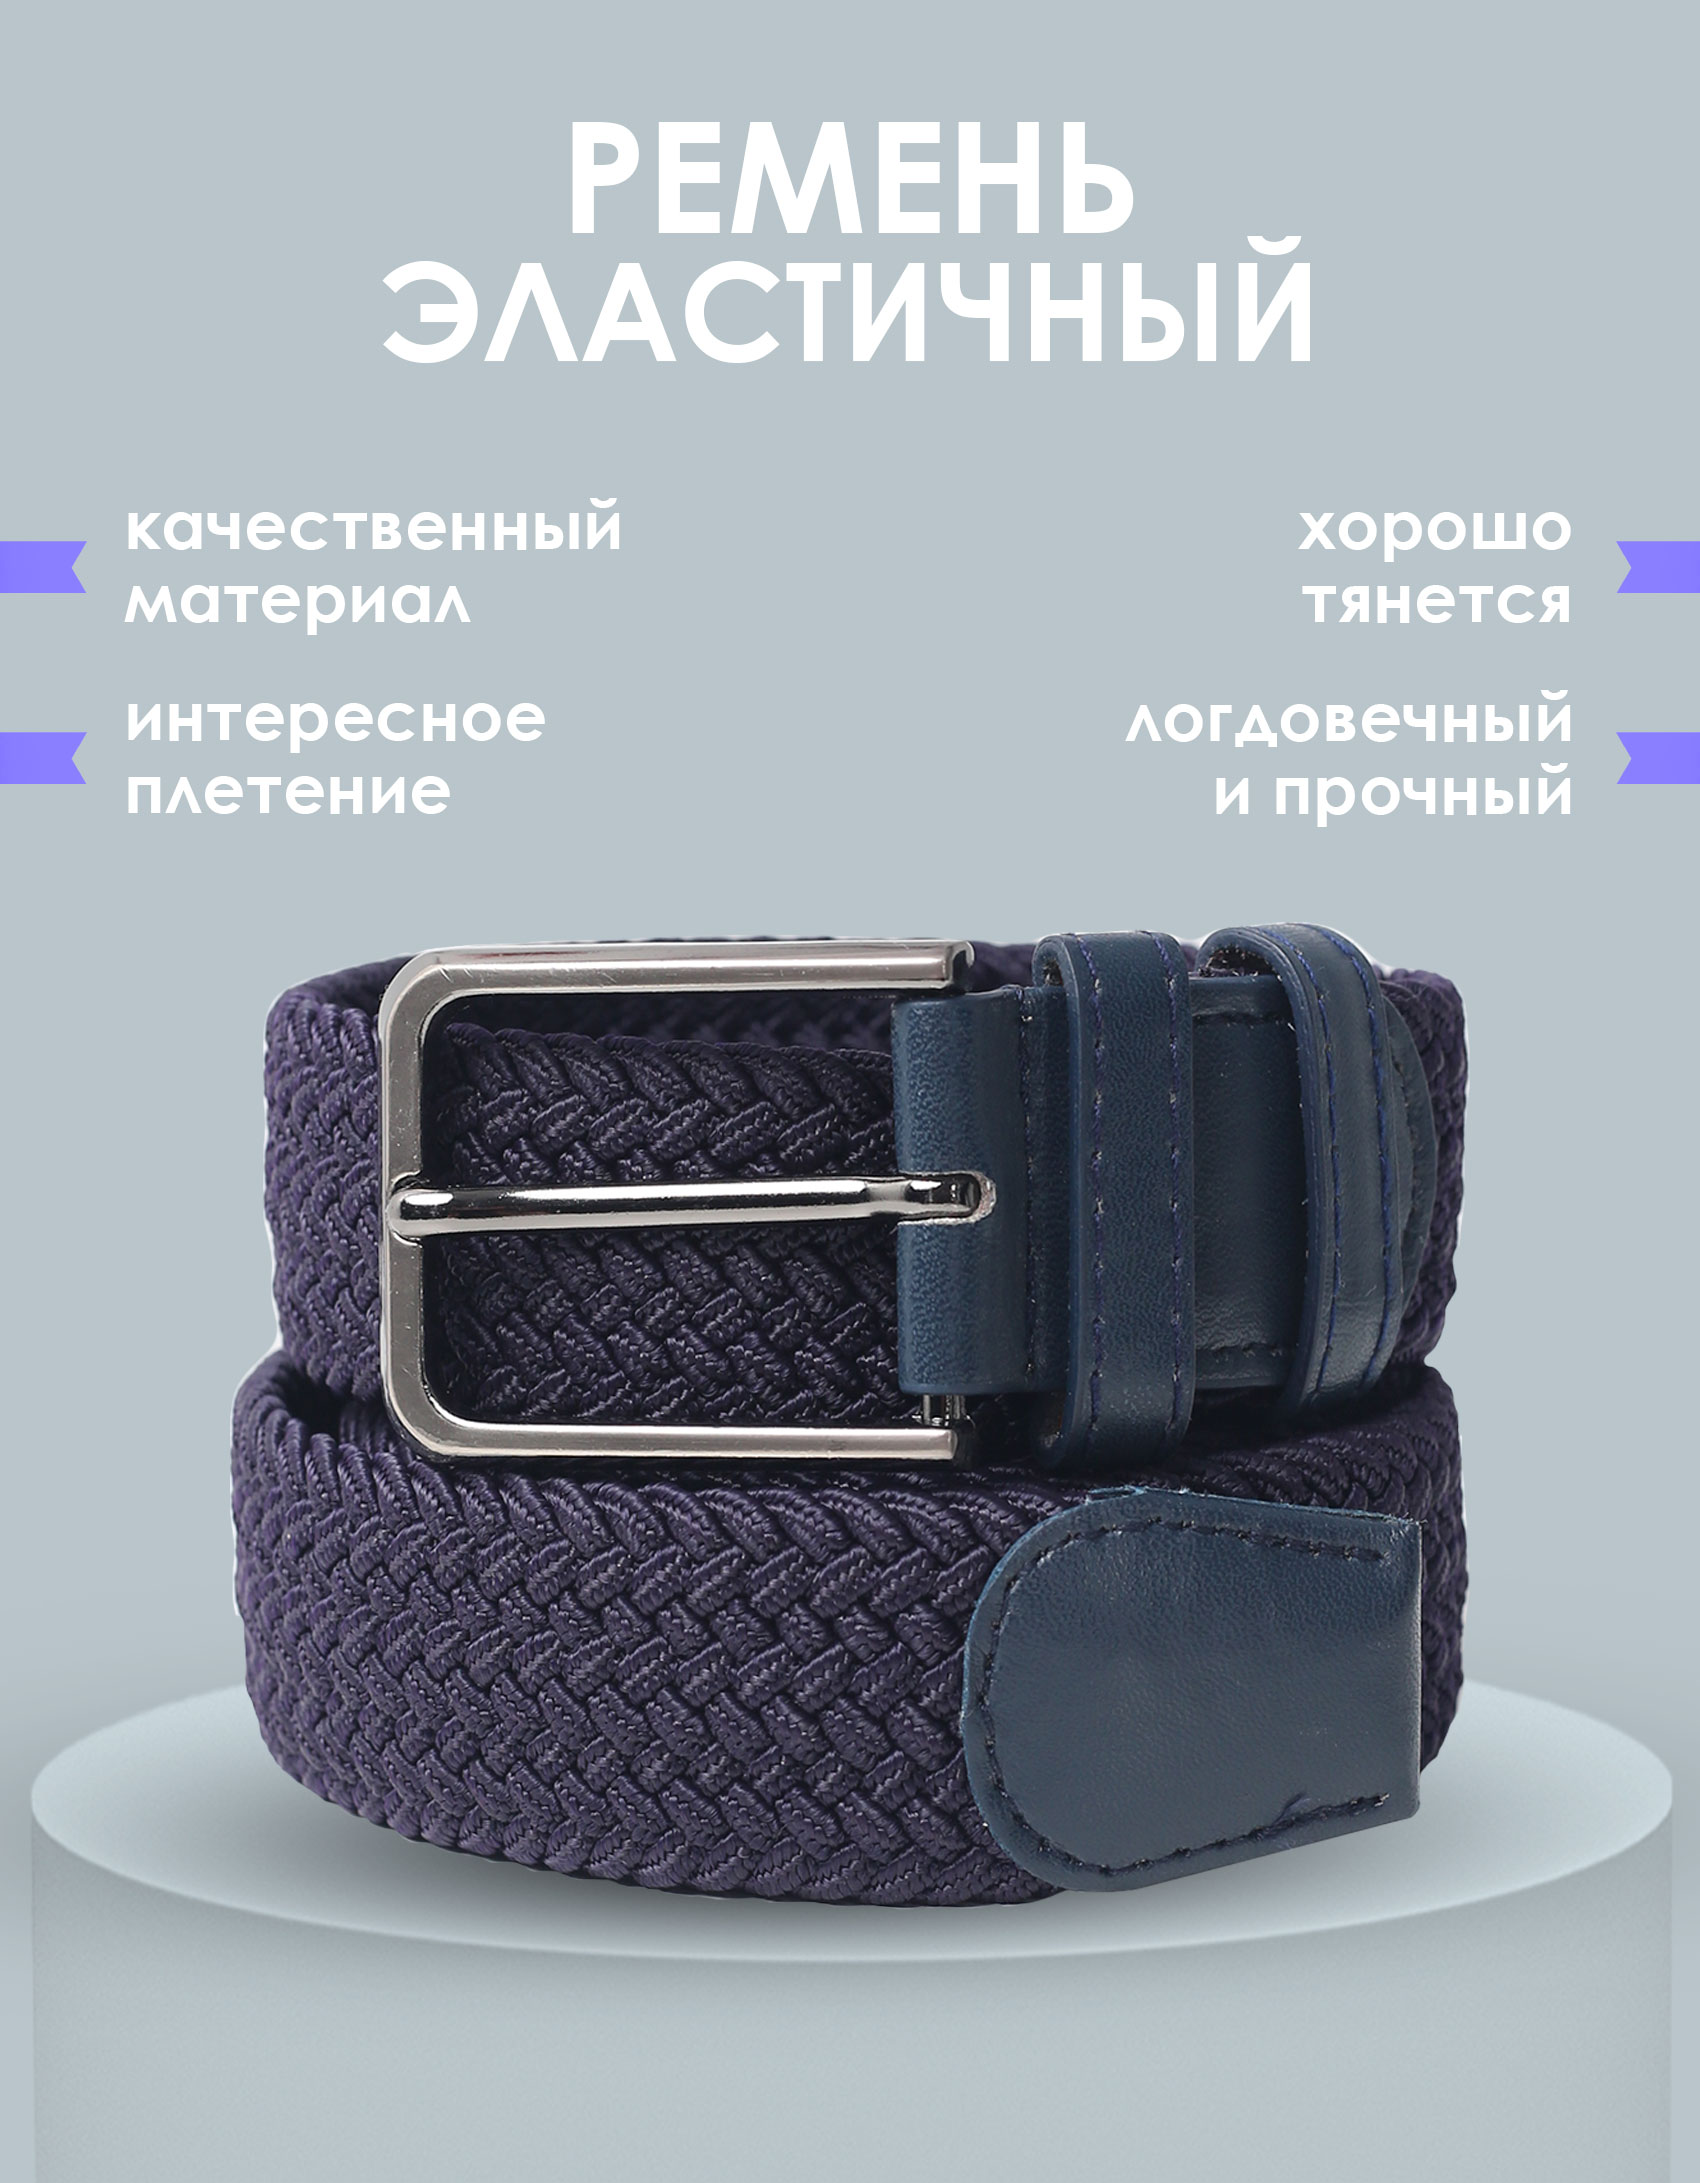 РЕМЕНЬ
ЭЛАСТИЧНЫЙ
качественный
материал
хорошо
тянется
интересное
плетение
логдовечный
и прочный